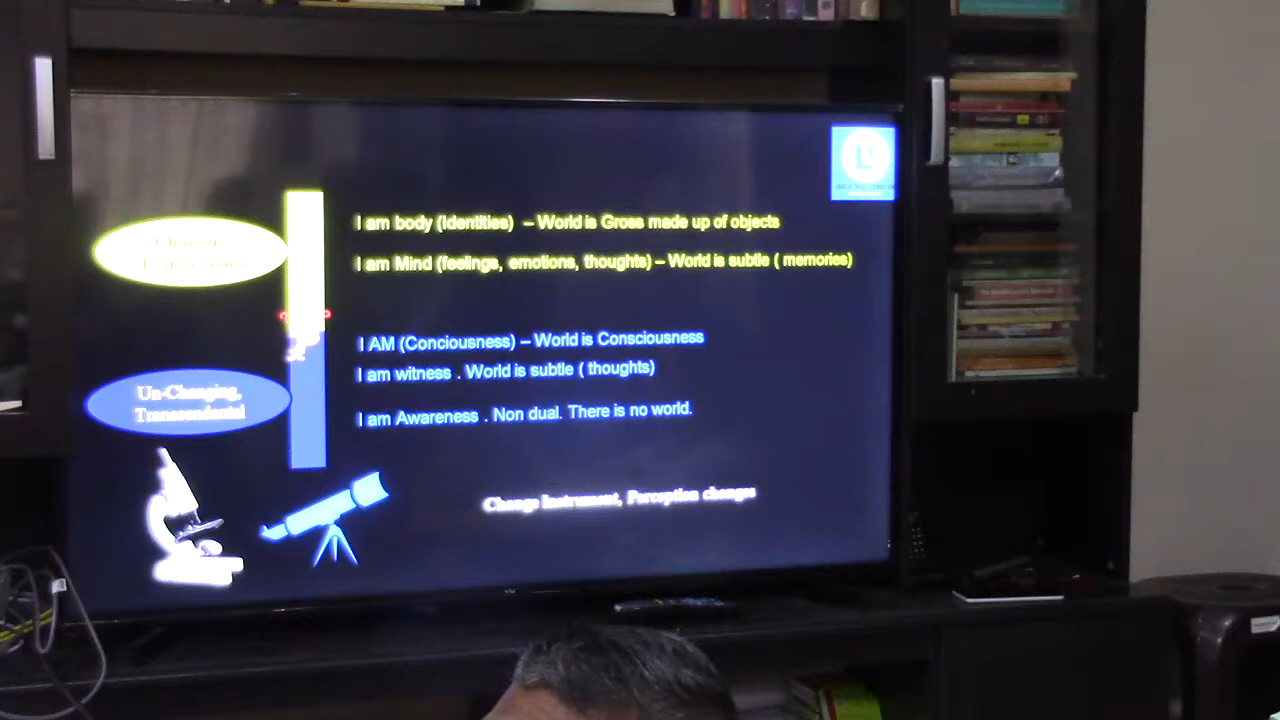 I am body (Identities) – World is Gross made up of objects
I am Mind (feelings, emotions, thoughts) – World is subtle ( memories)
I AM (Conciousness) – World is Consciousness
I am witness . World is subtle ( thoughts)
Un-Changing,
Transcendental
I am Awareness . Non dual. There is no world.
Change Instrument, Perception changes